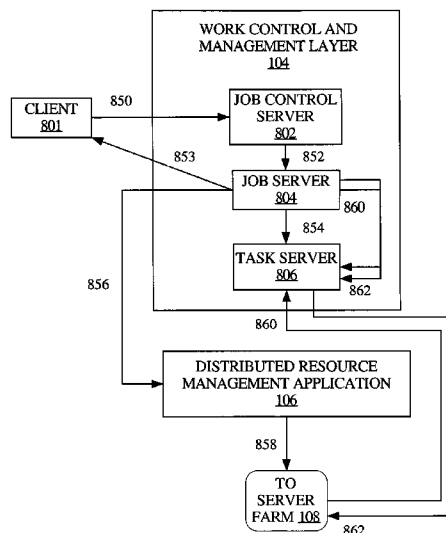 WORK CONTROL AND
MANAGEMENT LAYER
104
CLIENT
801
850
JOB CONTROL
SERVER
802
853
852
JOB SERVER
804
860
854
TASK SERVER
806
862
856
860
DISTRIBUTED RESOURCE
MANAGEMENT APPLICATION
106
858
TO
SERVER
FARM 108
862